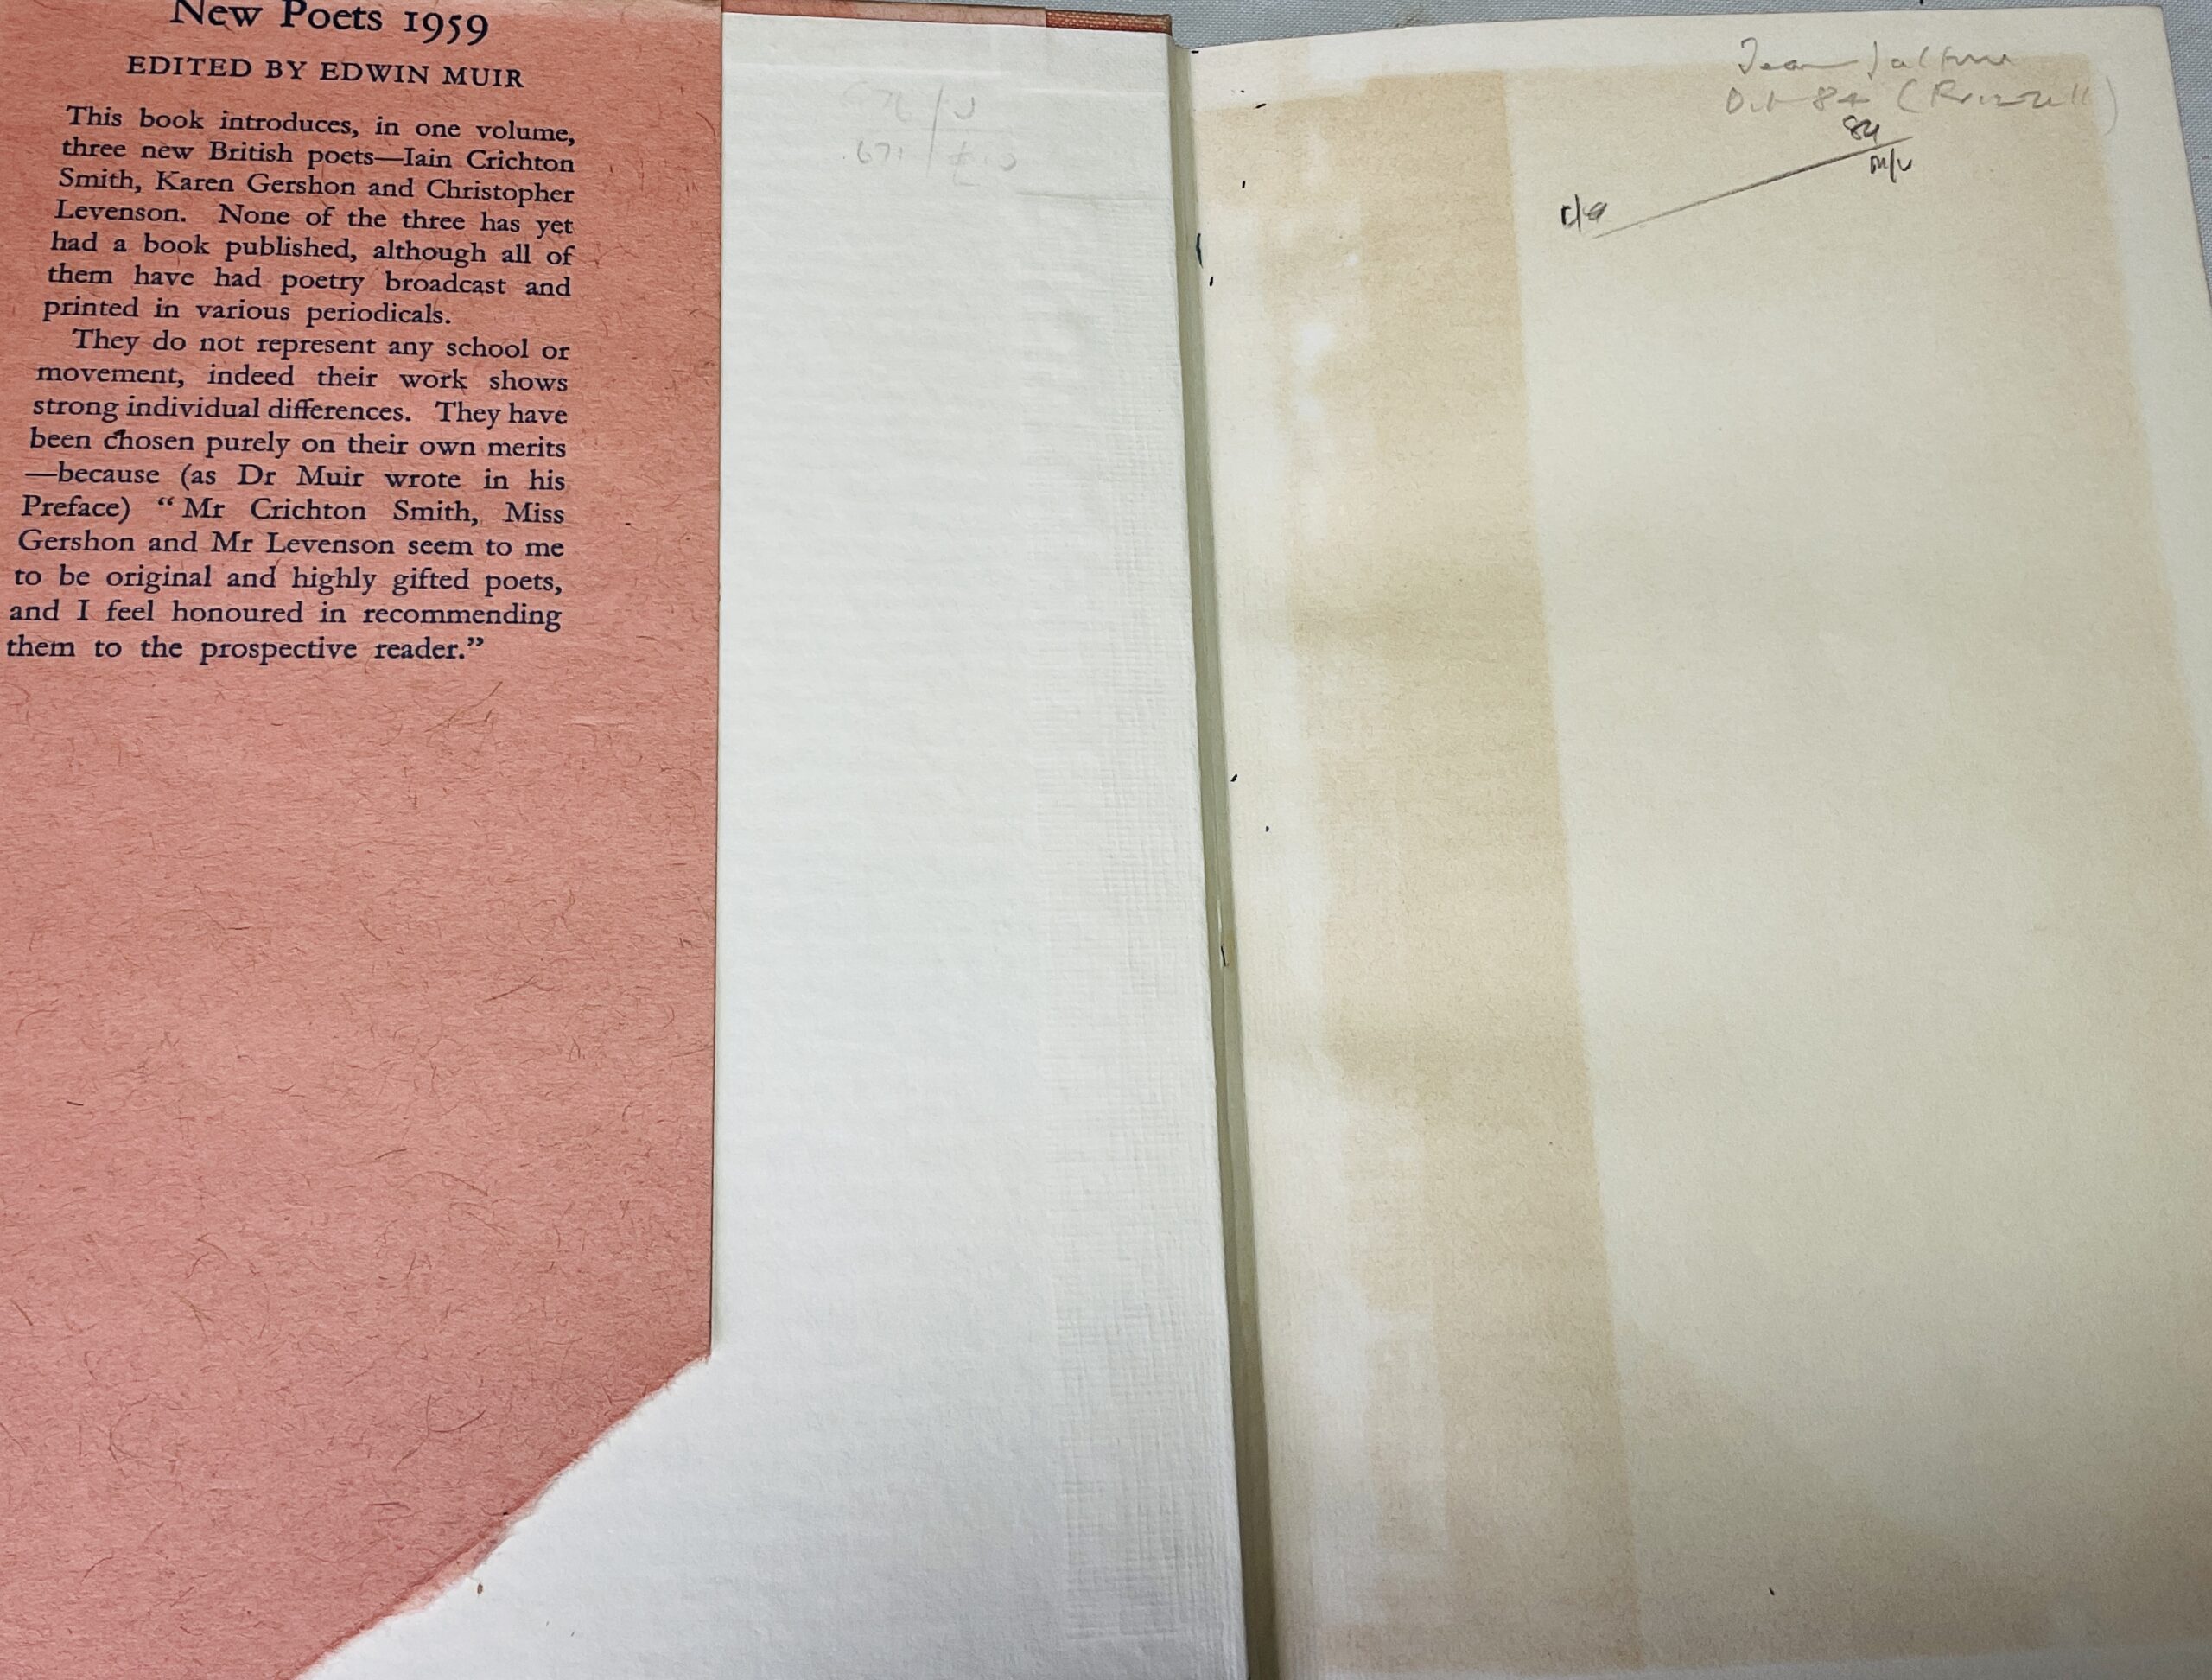 New Poets 1959
EDITED BY EDWIN MUIR
This book introduces, in one volume,
three new British poets—Iain Crichton
Smith, Karen Gershon and Christopher
Levenson. None of the three has yet
had a book published, although all of
them have had poetry broadcast and
printed in various periodicals.
They do not represent any school or
movement, indeed their work shows
strong individual differences. They have
been chosen purely on their own merits
—because (as Dr Muir wrote in his
Preface) “Mr Crichton Smith, Miss
Gershon and Mr Levenson seem to me
to be original and highly gifted poets,
and I feel honoured in recommending
them to the prospective reader.”
84